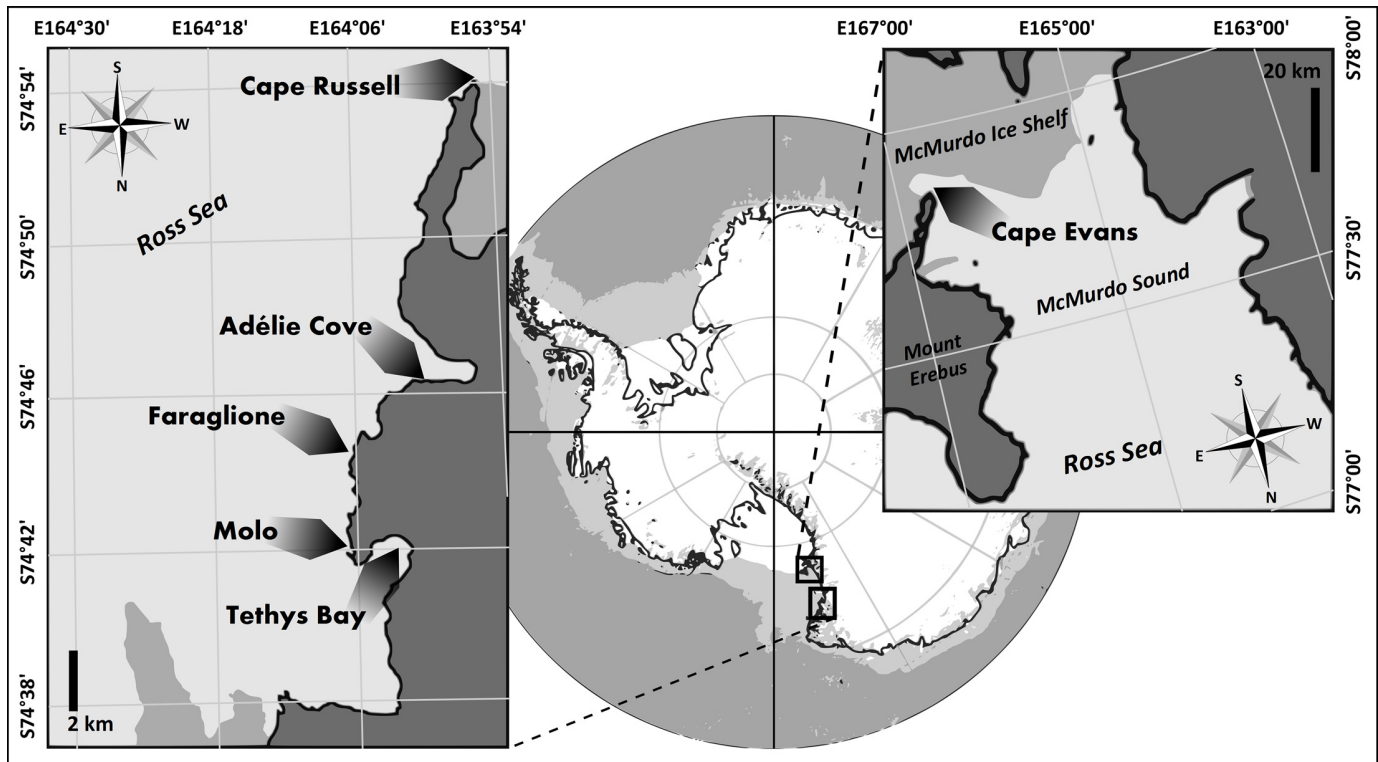 E164°30'
E164°18'
E164°06'
E163°54'
S74°54'
S74°50'
S74°46'
S74°42'
S74°38'
S
E
W
N
Cape Russell
Ross Sea
Adélie Cove
Faraglione
Molo
Tethys Bay
2 km
E167°00'
E165°00'
E163°00'
S78°00'
S77°30'
S77°00'
20 km
McMurdo Ice Shelf
Cape Evans
McMurdo Sound
Mount
Erebus
Ross Sea
S
E
W
N